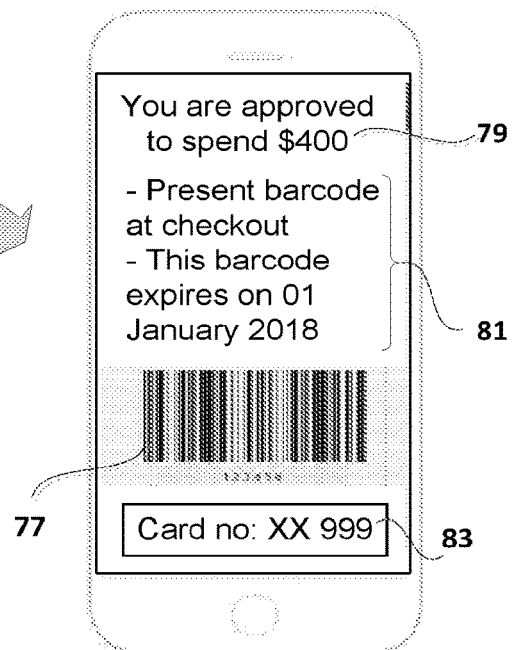 You are approved
to spend $400
79
- Present barcode
at checkout
- This barcode
expires on 01
January 2018
81
123456
77
Card no: XX 999
83